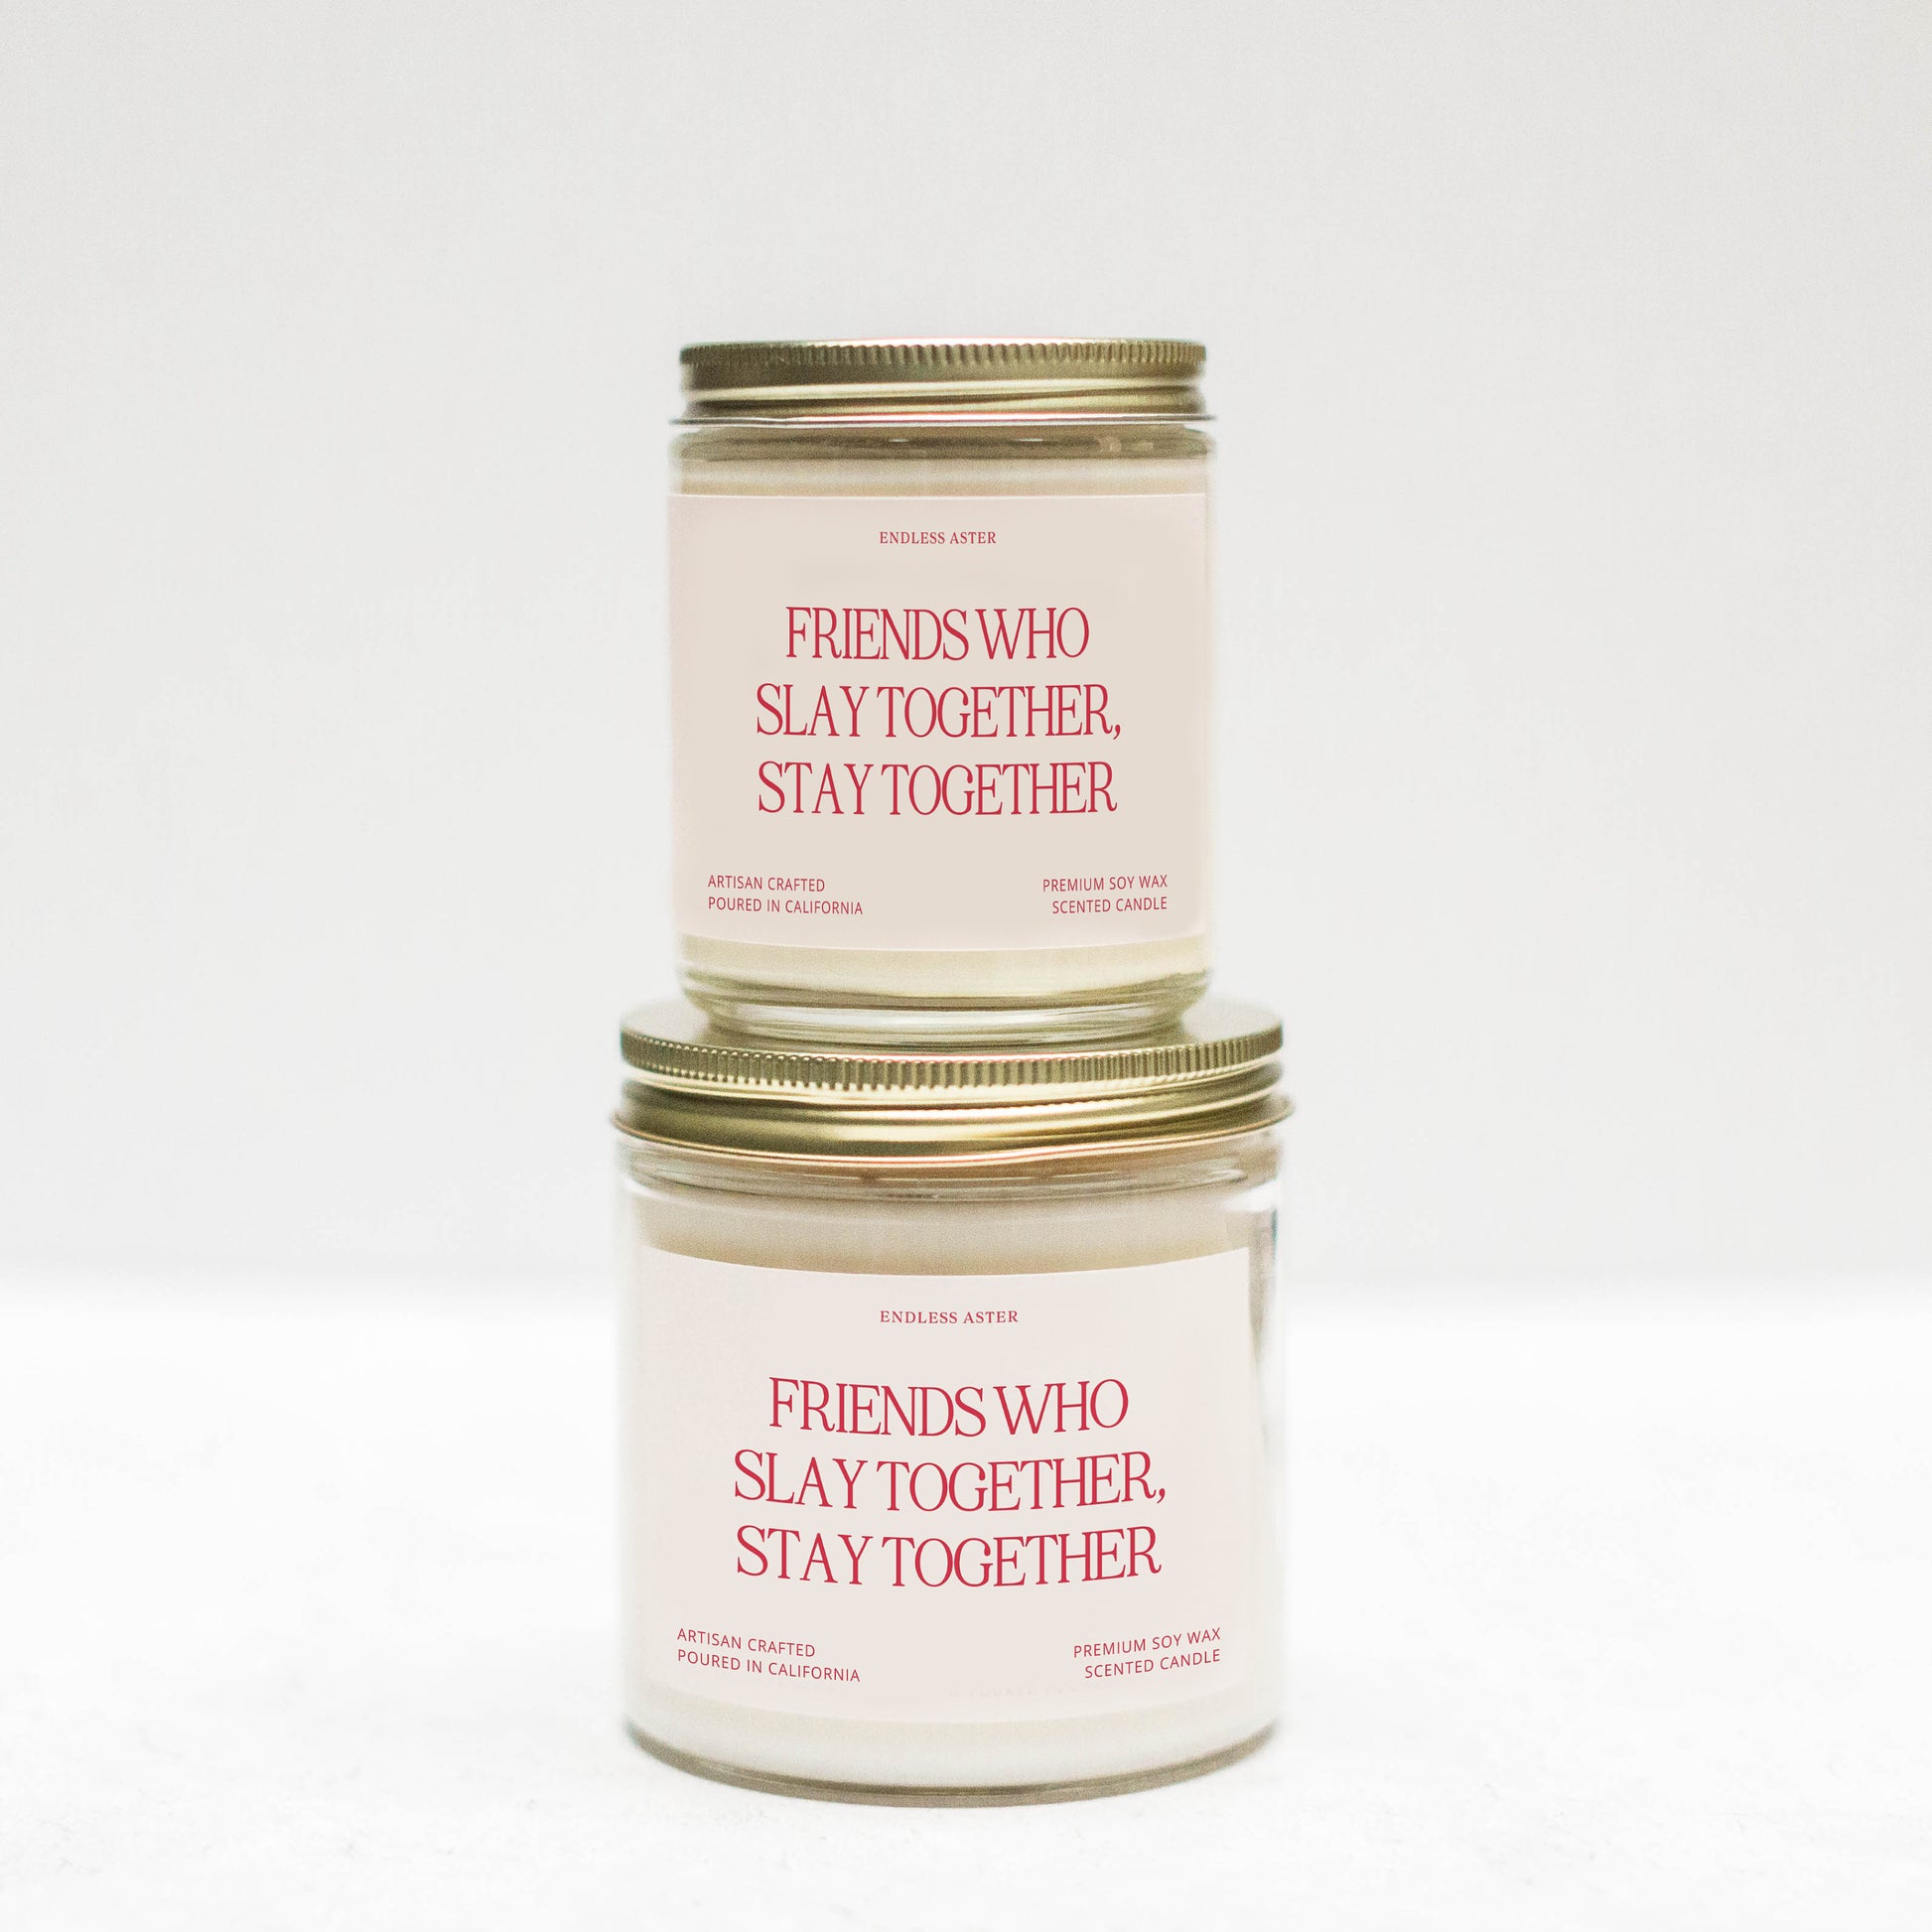 ENDLESS ASTER
FRIENDS WHO
SLAY TOGETHER,
STAY TOGETHER
ARTISAN CRAFTED
POURED IN CALIFORNIA
PREMIUM SOY WAX
SCENTED CANDLE
ENDLESS ASTER
FRIENDS WHO
SLAY TOGETHER,
STAY TOGETHER
ARTISAN CRAFTED
POURED IN CALIFORNIA
PREMIUM SOY WAX
SCENTED CANDLE